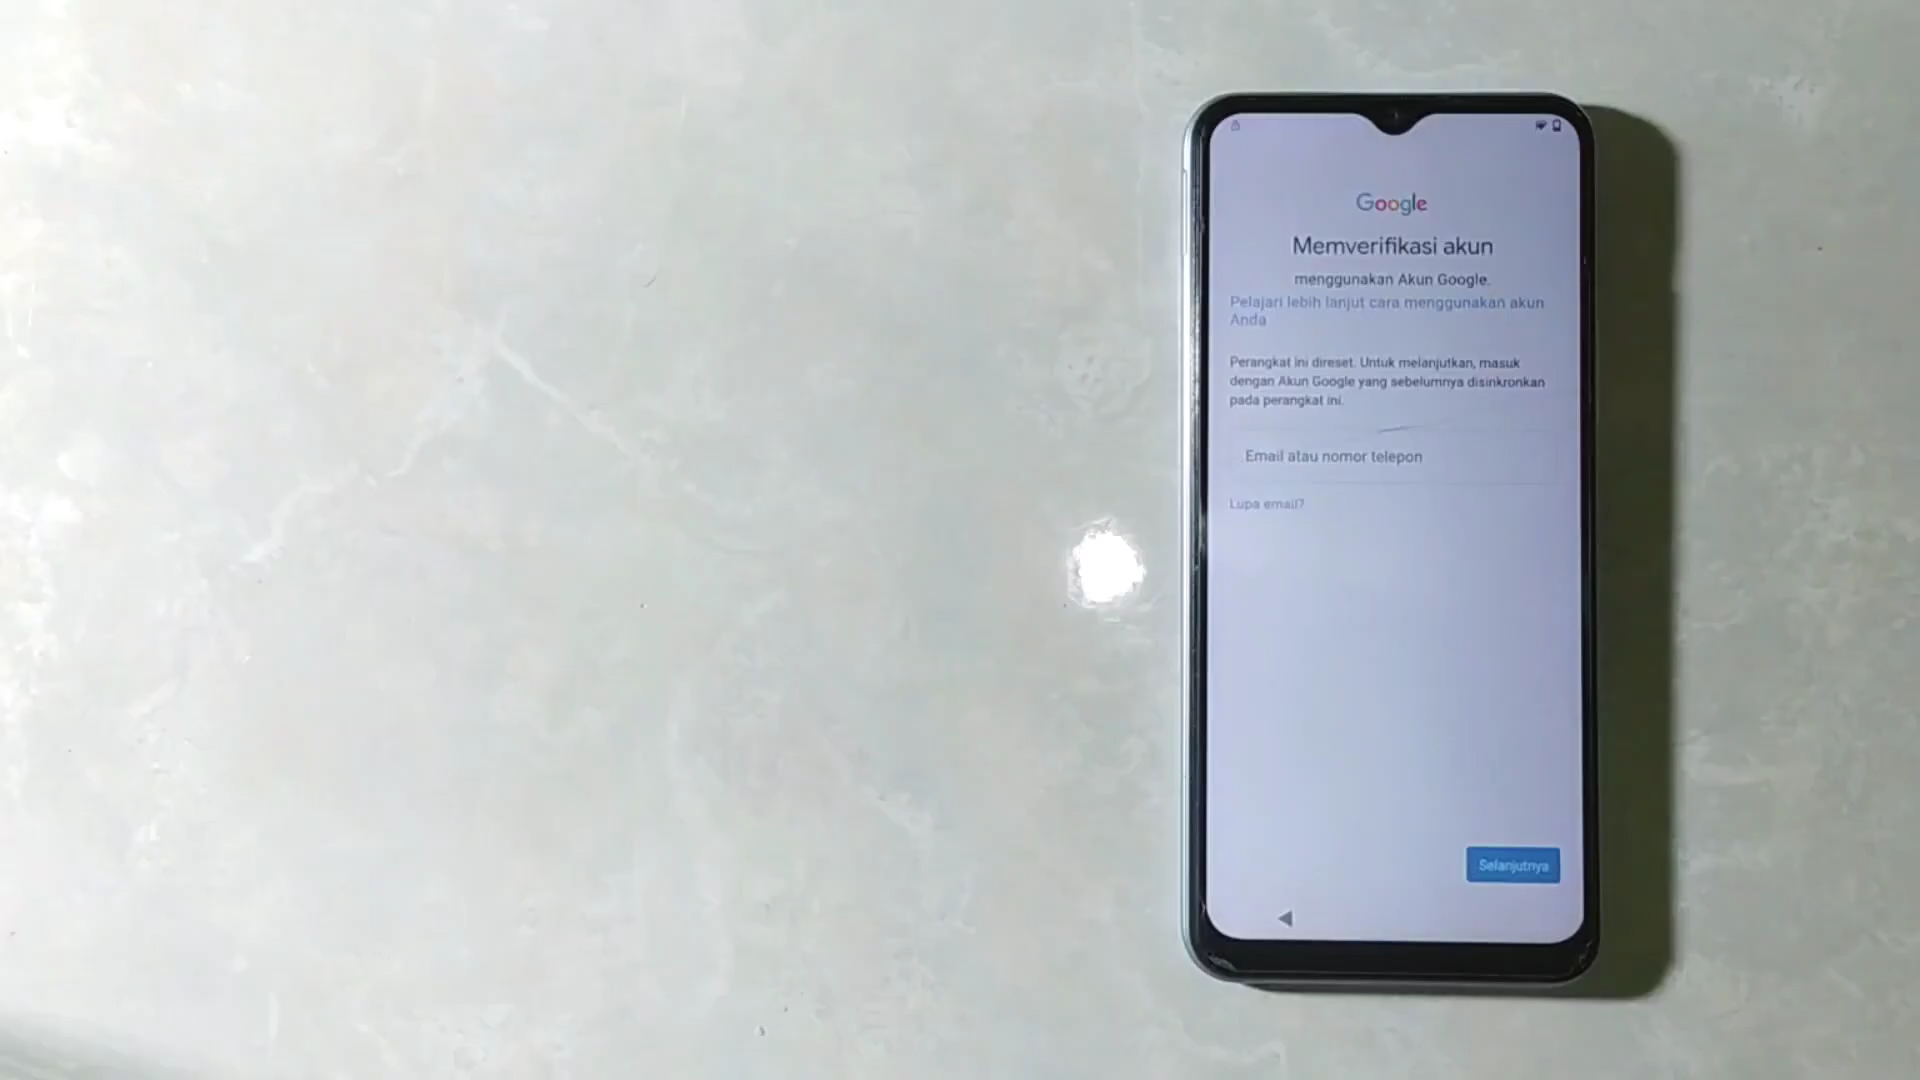 Google
Memverifikasi akun
menggunakan Akun Google.
Pelajari lebih lanjut cara menggunakan akun
Anda
Perangkat ini direset. Untuk melanjutkan, masuk
dengan Akun Google yang sebelumnya disinkronkan
pada perangkat ini.
Email atau nomor telepon
Lupa email?
Selanjutnya